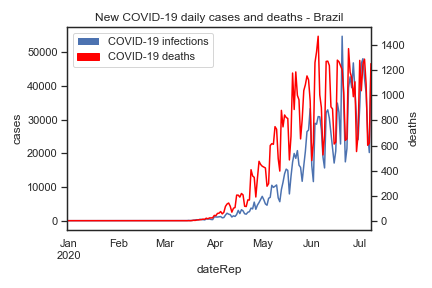 New COVID-19 daily cases and deaths - Brazil
COVID-19 infections
COVID-19 deaths
50000
40000
30000
20000
10000
0
cases
1400
1200
1000
800
600
400
200
0
deaths
Jan Feb Mar Apr May Jun Jul
2020
dateRep